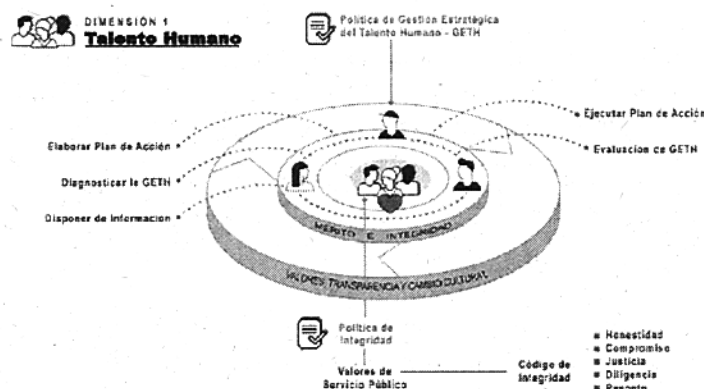 DIMENSIÓN 1
Talento Humano
Política de Gestión Estratégica
del Talento Humano - GETH
Ejecutar Plan de Acción
Elaborar Plan de Acción
Evaluación de GETH
Diagnosticar la GETH
Disponer de Información
MÉRITO E INTEGRIDAD
VALORES, TRANSPARENCIA Y CAMBIO CULTURAL
Política de
Integridad
Valores de
Servicio Público
Código de
Integridad
Honestidad
Compromiso
Justicia
Diligencia
Respeto